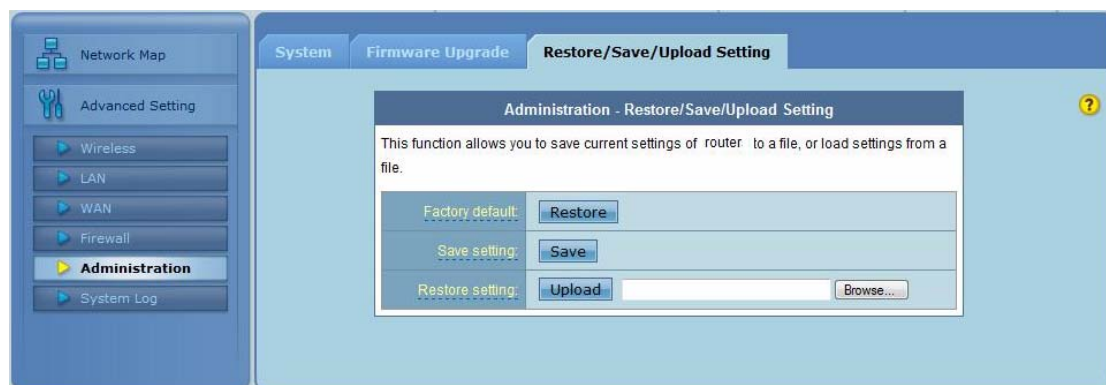 Network Map
Advanced Setting
Wireless
LAN
WAN
Firewall
Administration
System Log
System
Firmware Upgrade
Restore/Save/Upload Setting
?
Administration - Restore/Save/Upload Setting
This function allows you to save current settings of router to a file, or load settings from a
file.
Factory default: Restore
Save setting: Save
Restore setting: Upload Browse...